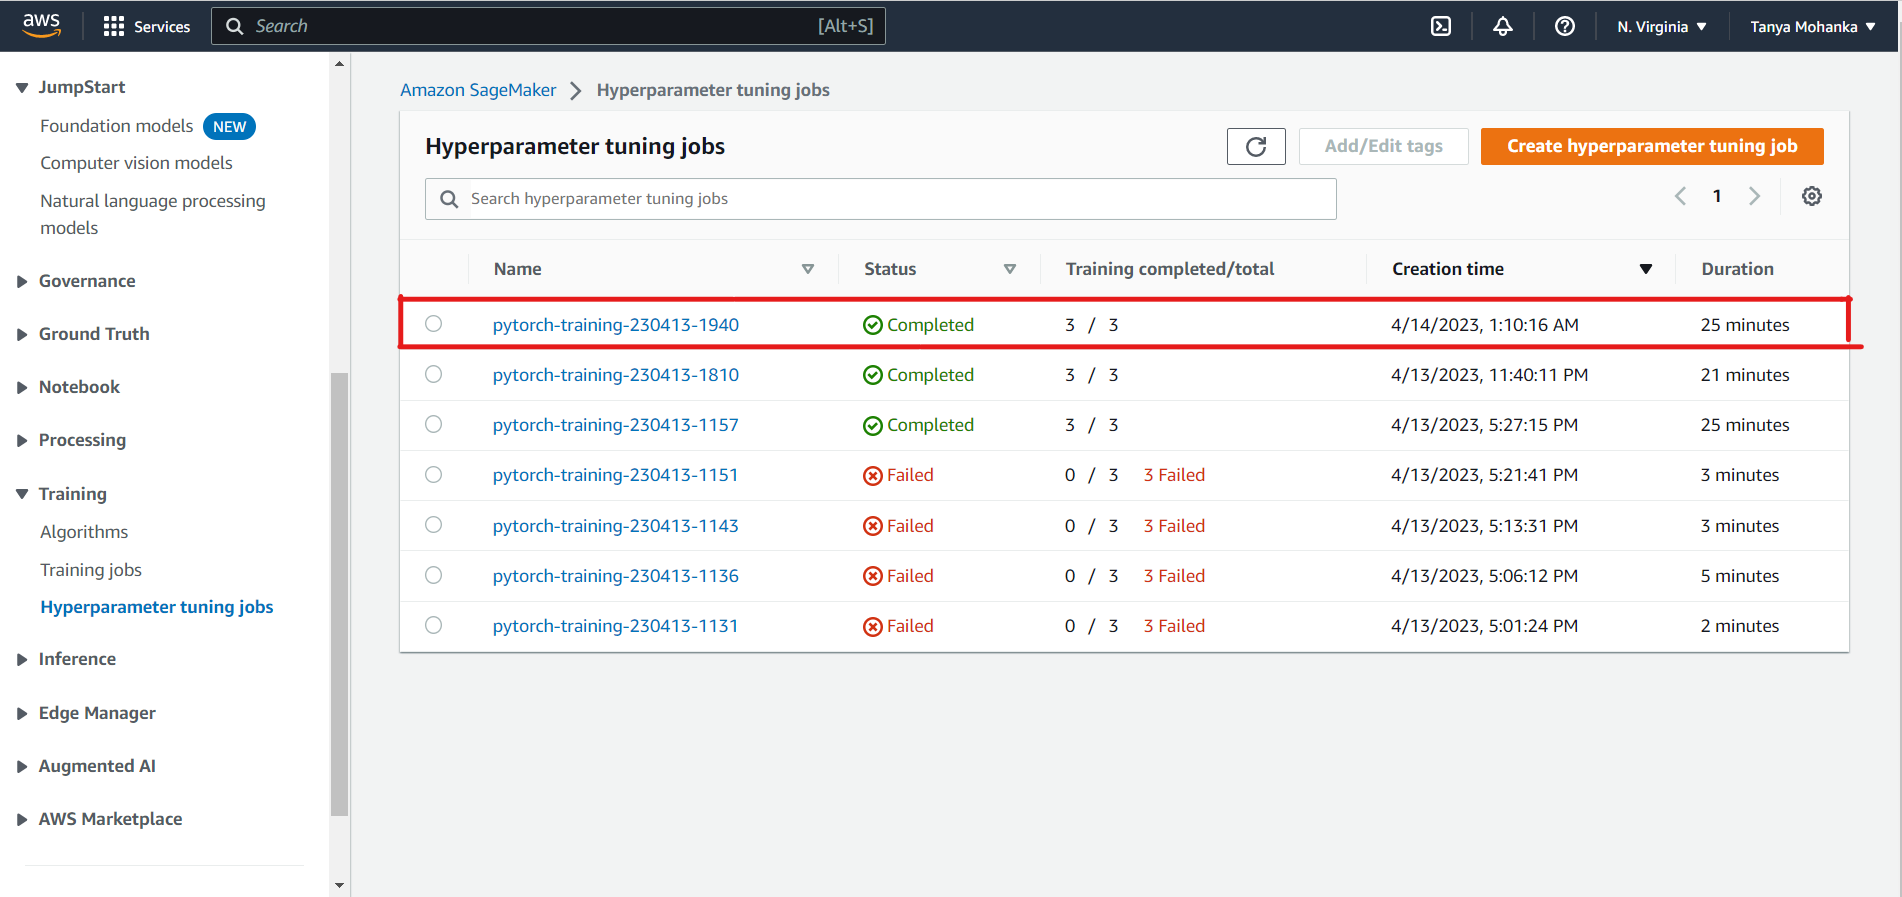 aws Services Search [Alt+S] N. Virginia Tanya Mohanka
JumpStart
Foundation models NEW
Computer vision models
Natural language processing
models
Governance
Ground Truth
Notebook
Processing
Training
Algorithms
Training jobs
Hyperparameter tuning jobs
Inference
Edge Manager
Augmented AI
AWS Marketplace
Amazon SageMaker Hyperparameter tuning jobs
Hyperparameter tuning jobs Add/Edit tags Create hyperparameter tuning job
Search hyperparameter tuning jobs 1
Name Status Training completed/total Creation time Duration
pytorch-training-230413-1940 Completed 3 / 3 4/14/2023, 1:10:16 AM 25 minutes
pytorch-training-230413-1810 Completed 3 / 3 4/13/2023, 11:40:11 PM 21 minutes
pytorch-training-230413-1157 Completed 3 / 3 4/13/2023, 5:27:15 PM 25 minutes
pytorch-training-230413-1151 Failed 0 / 3 3 Failed 4/13/2023, 5:21:41 PM 3 minutes
pytorch-training-230413-1143 Failed 0 / 3 3 Failed 4/13/2023, 5:13:31 PM 3 minutes
pytorch-training-230413-1136 Failed 0 / 3 3 Failed 4/13/2023, 5:06:12 PM 5 minutes
pytorch-training-230413-1131 Failed 0 / 3 3 Failed 4/13/2023, 5:01:24 PM 2 minutes